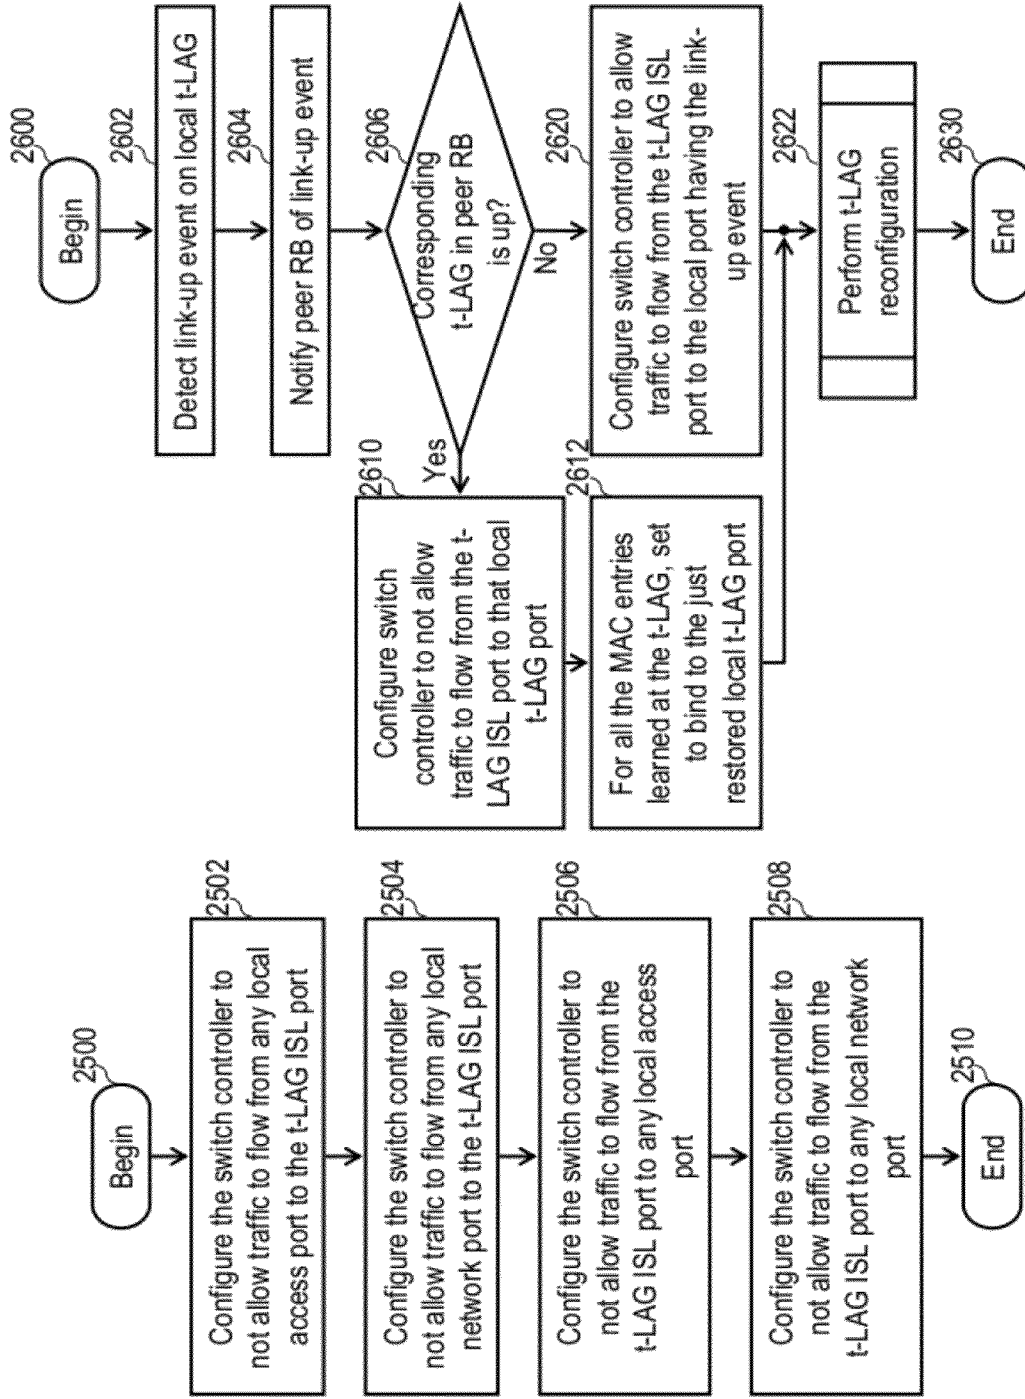 2500
Begin
2502
Configure the switch controller to
not allow traffic to flow from any local
access port to the t-LAG ISL port
2504
Configure the switch controller to
not allow traffic to flow from any local
network port to the t-LAG ISL port
2506
Configure the switch controller to
not allow traffic to flow from the
t-LAG ISL port to any local access
port
2508
Configure the switch controller to
not allow traffic to flow from the
t-LAG ISL port to any local network
port
2510
End
2600
Begin
2602
Detect link-up event on local t-LAG
2604
Notify peer RB of link-up event
2606
Corresponding
t-LAG in peer RB
is up?
Yes
No
2610
Configure switch
controller to not allow
traffic to flow from the t-
LAG ISL port to that local
t-LAG port
2612
For all the MAC entries
learned at the t-LAG, set
to bind to the just
restored local t-LAG port
2620
Configure switch controller to allow
traffic to flow from the t-LAG ISL
port to the local port having the link-
up event
2622
Perform t-LAG
reconfiguration
2630
End